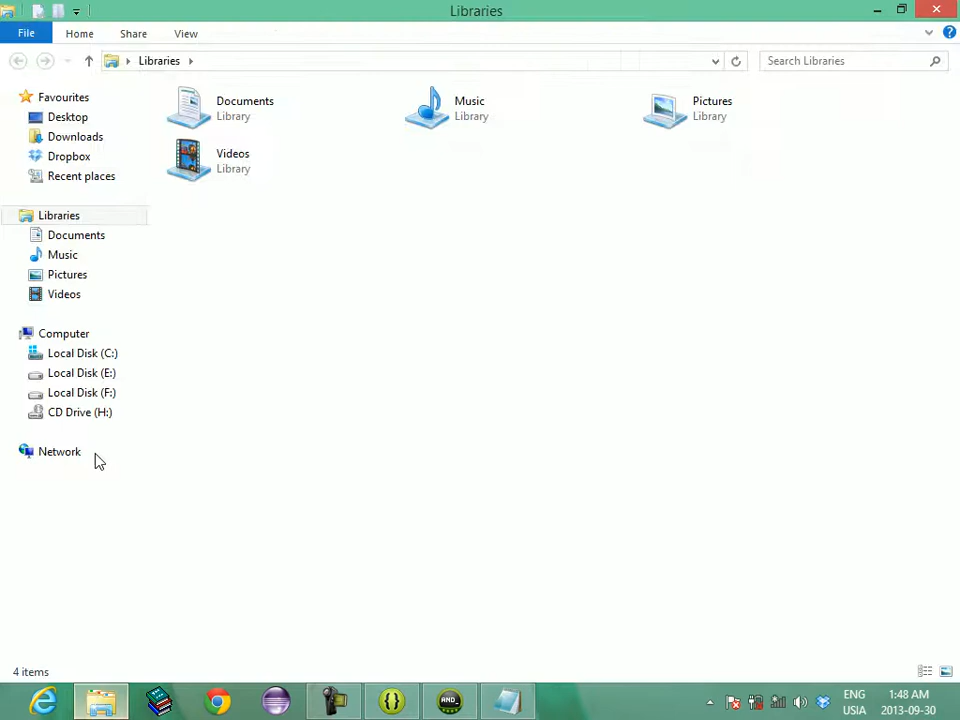 Libraries
File Home Share View
Libraries
Search Libraries
Favourites
Desktop
Downloads
Dropbox
Recent places
Libraries
Documents
Music
Pictures
Videos
Computer
Local Disk (C:)
Local Disk (E:)
Local Disk (F:)
CD Drive (H:)
Network
Documents
Library
Music
Library
Pictures
Library
Videos
Library
4 items
AND
ENG
USIA
1:48 AM
2013-09-30